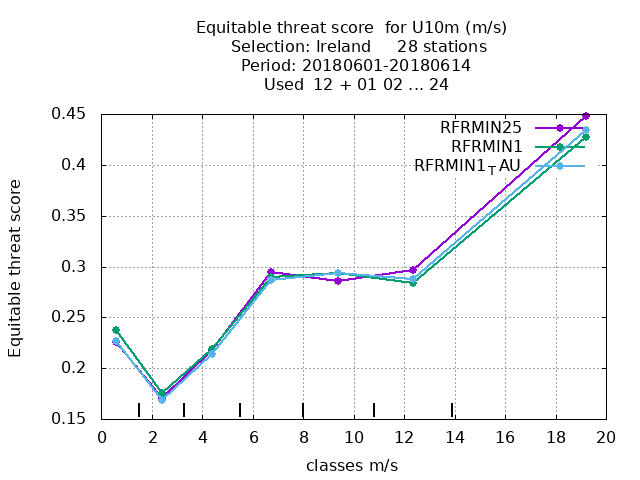 Equitable threat score  for U10m (m/s)
Selection: Ireland     28 stations
Period: 20180601-20180614
Used  12 + 01 02 ... 24
0.45
0.4
0.35
0.3
0.25
0.2
0.15
Equitable threat score
RFRMIN25
RFRMIN1
RFRMIN1TAU
0 2 4 6 8 10 12 14 16 18 20
classes m/s